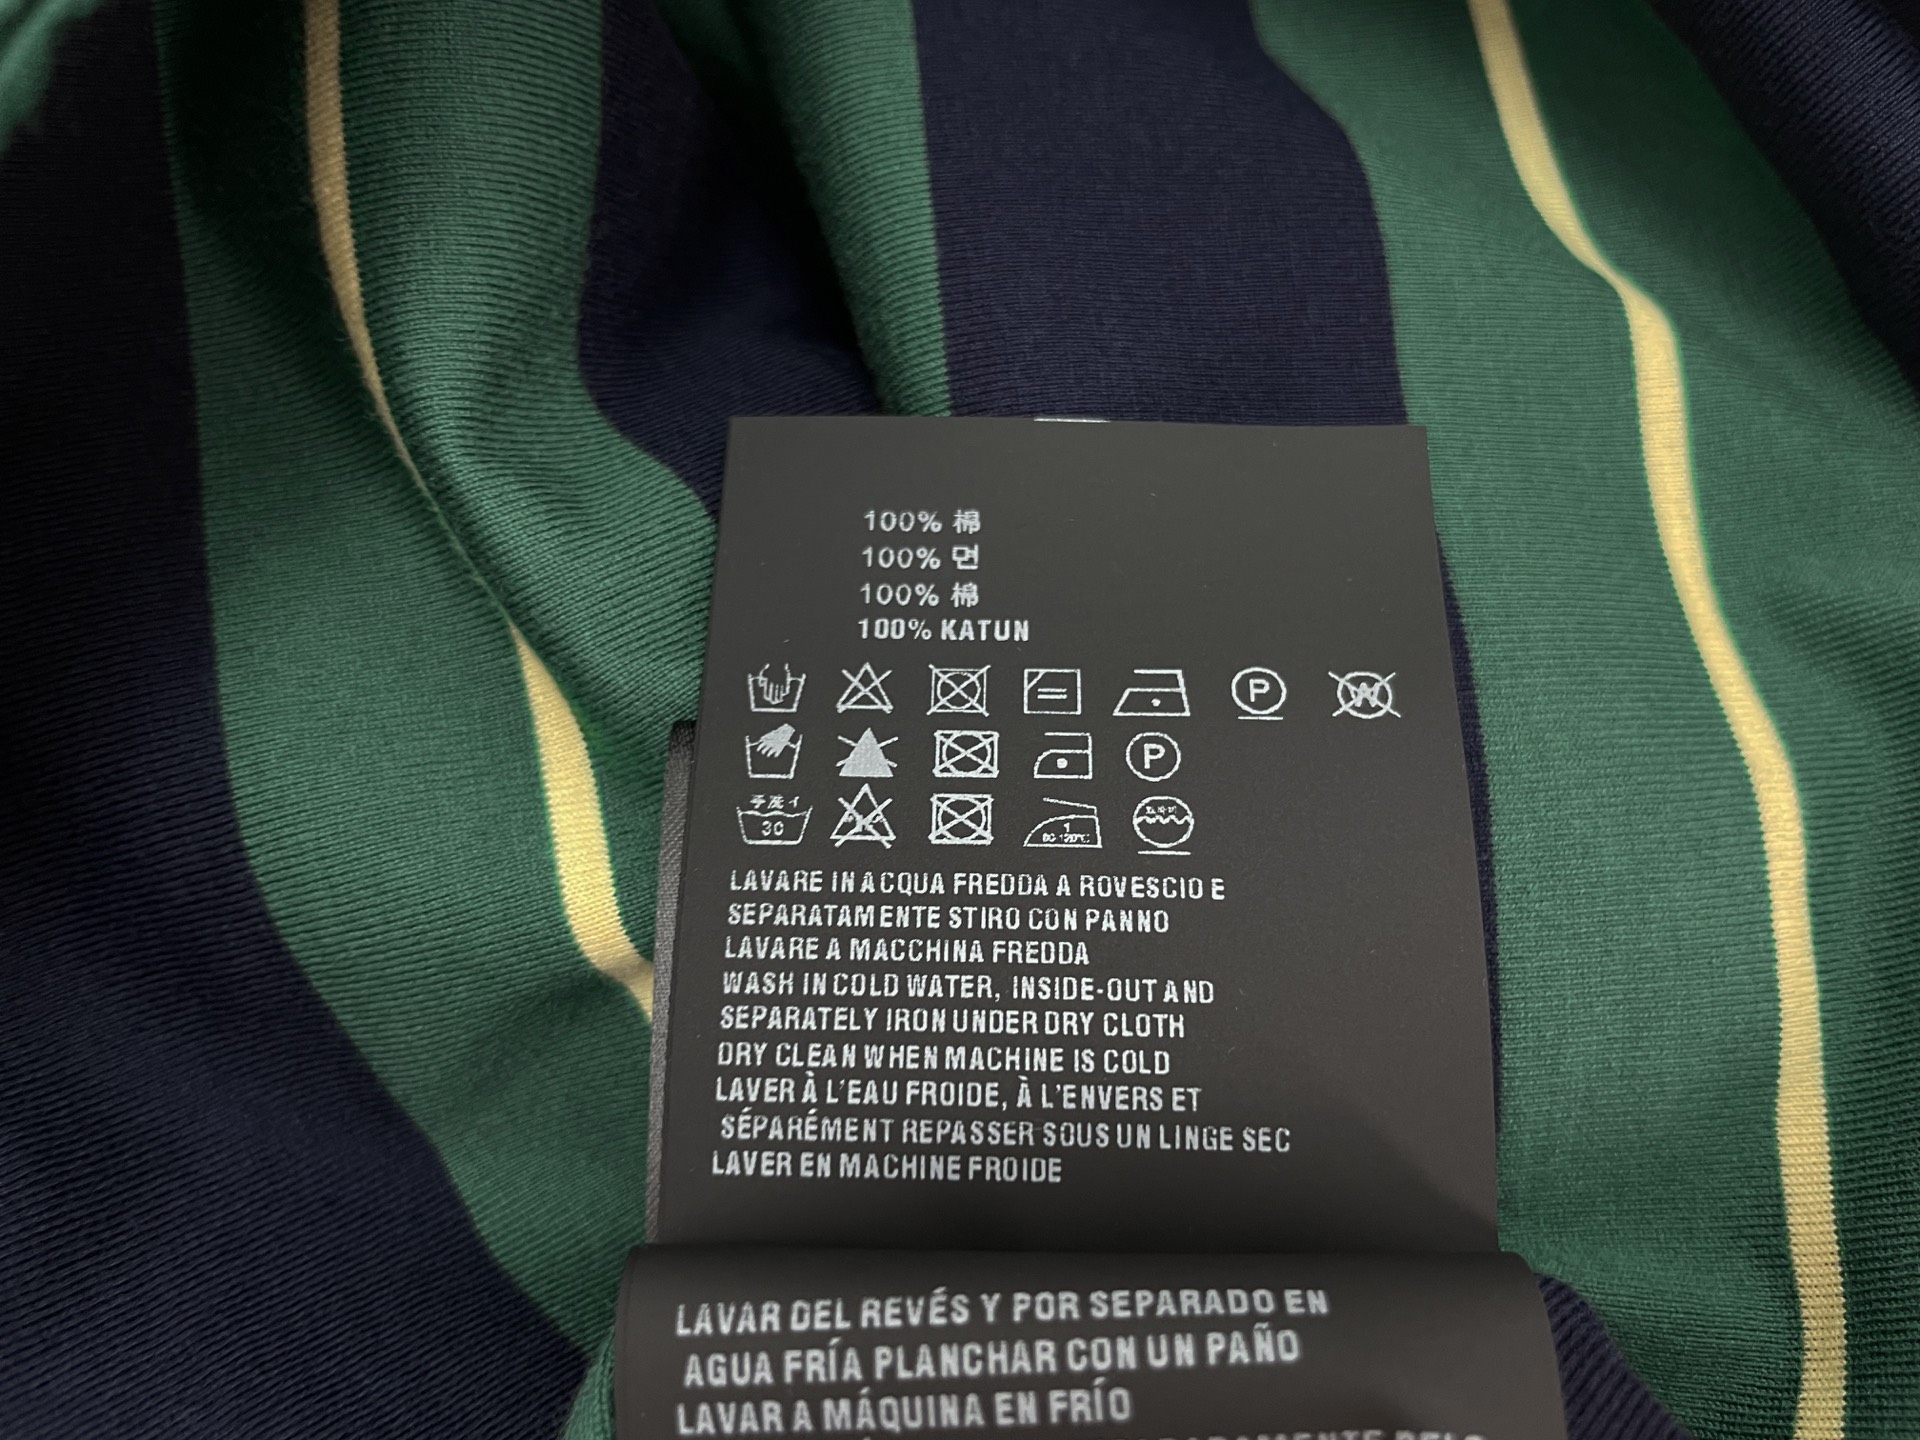 100% 棉
100% 면
100% 棉
100% KATUN
P W
P
30
LAVARE IN ACQUA FREDDA A ROVESCIO E
SEPARATAMENTE STIRO CON PANNO
LAVARE A MACCHINA FREDDA
WASH IN COLD WATER, INSIDE-OUT AND
SEPARATELY IRON UNDER DRY CLOTH
DRY CLEAN WHEN MACHINE IS COLD
LAVER À L'EAU FROIDE, À L'ENVERS ET
SÉPARÉMENT REPASSER SOUS UN LINGE SEC
LAVER EN MACHINE FROIDE
LAVAR DEL REVÉS Y POR SEPARADO EN
AGUA FRÍA PLANCHAR CON UN PAÑO
LAVAR A MÁQUINA EN FRÍO